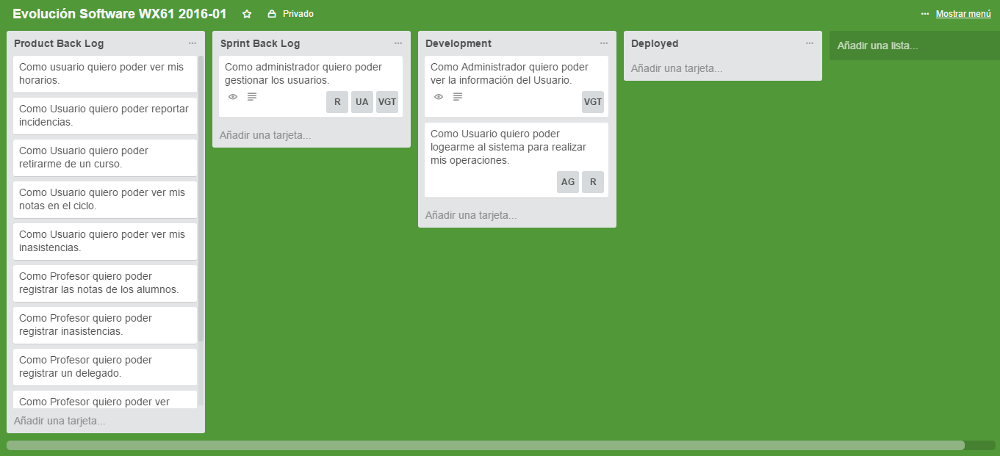 Evolución Software WX61 2016-01
Privado
Mostrar menú
Product Back Log
Como usuario quiero poder ver mis
horarios.
Como Usuario quiero poder reportar
incidencias.
Como Usuario quiero poder
retirarme de un curso.
Como Usuario quiero poder ver mis
notas en el ciclo.
Como Usuario quiero poder ver mis
inasistencias.
Como Profesor quiero poder
registrar las notas de los alumnos.
Como Profesor quiero poder
registrar inasistencias.
Como Profesor quiero poder
registrar un delegado.
Como Profesor quiero poder ver
Añadir una tarjeta...
Sprint Back Log
Como administrador quiero poder
gestionar los usuarios.
R UA VGT
Añadir una tarjeta...
Development
Como Administrador quiero poder
ver la información del Usuario.
VGT
Como Usuario quiero poder
logearme al sistema para realizar
mis operaciones.
AG R
Añadir una tarjeta...
Deployed
Añadir una tarjeta...
Añadir una lista...